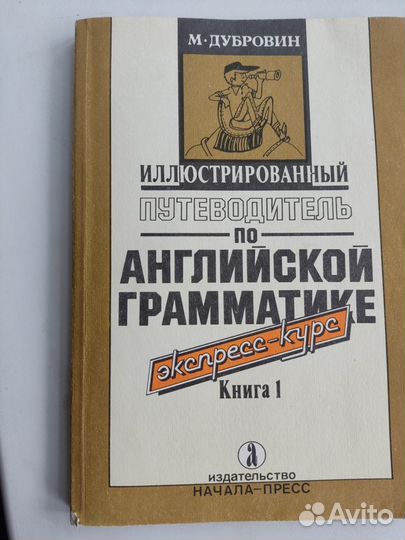 М·ДУБРОВИН
ИЛЛЮСТРИРОВАННЫЙ
ПУТЕВОДИТЕЛЬ
ПО
АНГЛИЙСКОЙ
ГРАММАТИКЕ
экспресс-курс
Книга 1
а
издательство
НАЧАЛА-ПРЕСС
Avito